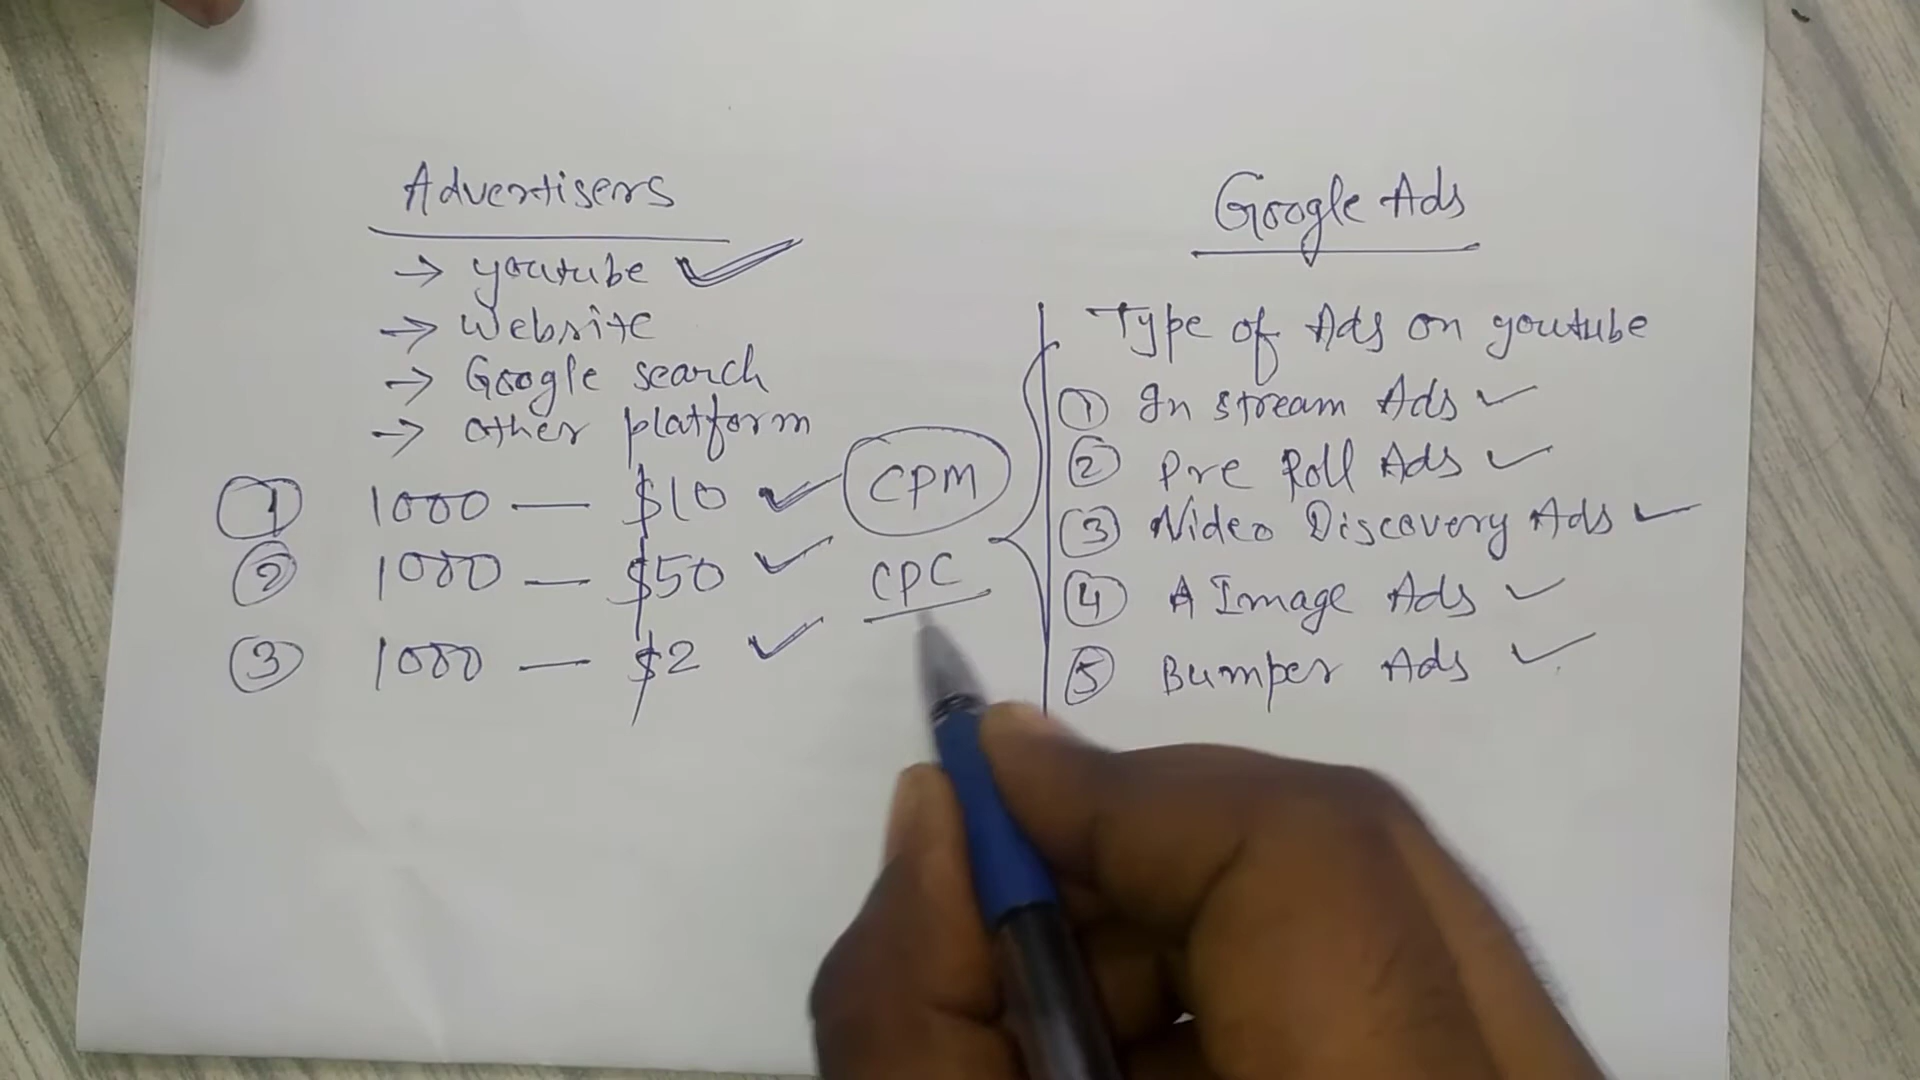 Advertisers
→ youtube ✓
→ Website
→ Google search
→ other platform
① 1000 — $10 ✓
② 1000 — $50 ✓
③ 1000 — $2 ✓
CPM
CPC
Google Ads
Type of Ads on youtube
① In stream Ads ✓
② Pre Roll Ads ✓
③ Video Discovery Ads ✓
④ A Image Ads ✓
⑤ Bumper Ads ✓